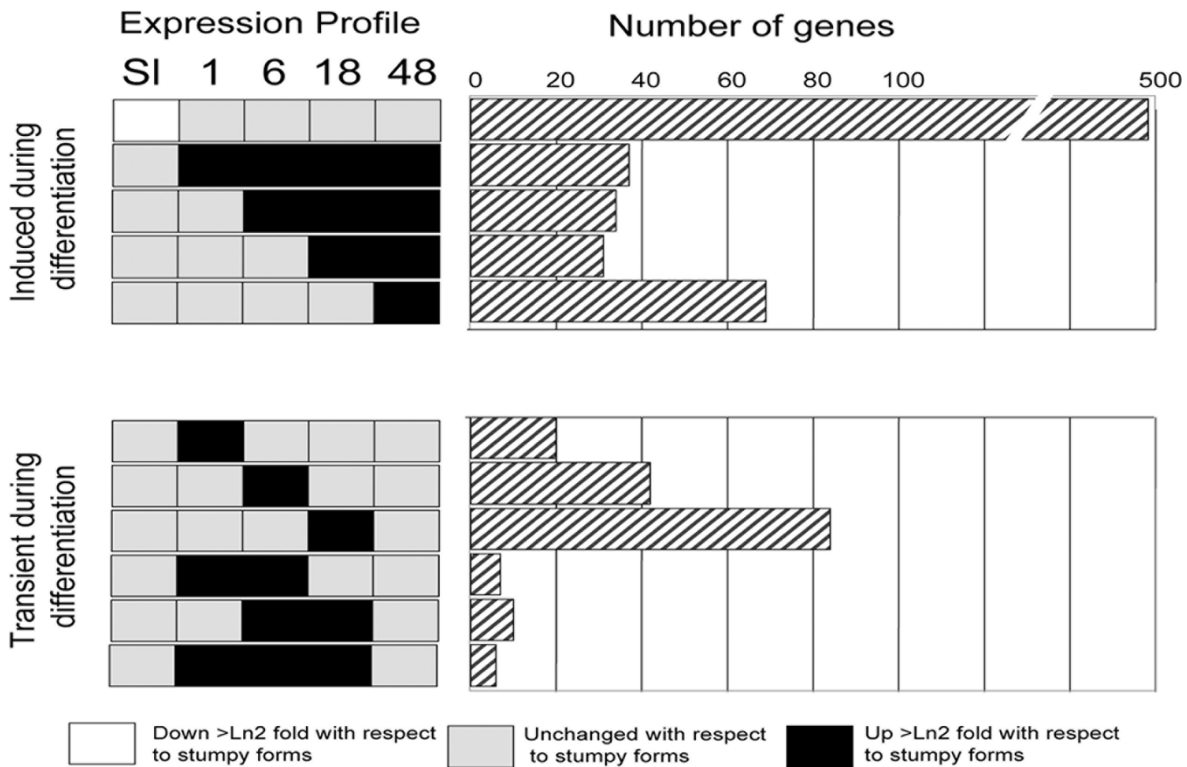 Expression Profile
Number of genes
SI 1 6 18 48
0 20 40 60 80 100 500
Induced during
differentiation
Transient during
differentiation
Down >Ln2 fold with respect
to stumpy forms
Unchanged with respect
to stumpy forms
Up >Ln2 fold with respect
to stumpy forms